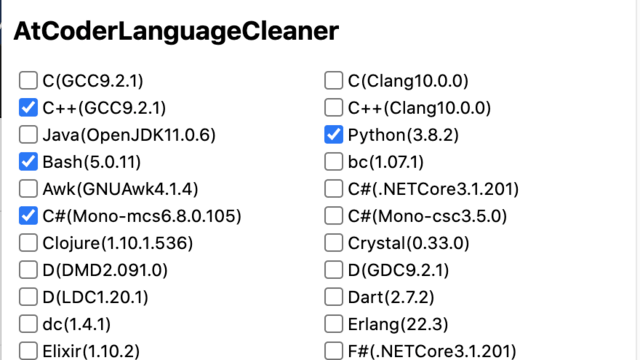 AtCoderLanguageCleaner
C(GCC9.2.1) C(Clang10.0.0)
C++(GCC9.2.1) C++(Clang10.0.0)
Java(OpenJDK11.0.6) Python(3.8.2)
Bash(5.0.11) bc(1.07.1)
Awk(GNUAwk4.1.4) C#(.NETCore3.1.201)
C#(Mono-mcs6.8.0.105) C#(Mono-csc3.5.0)
Clojure(1.10.1.536) Crystal(0.33.0)
D(DMD2.091.0) D(GDC9.2.1)
D(LDC1.20.1) Dart(2.7.2)
dc(1.4.1) Erlang(22.3)
Elixir(1.10.2) F#(.NETCore3.1.201)